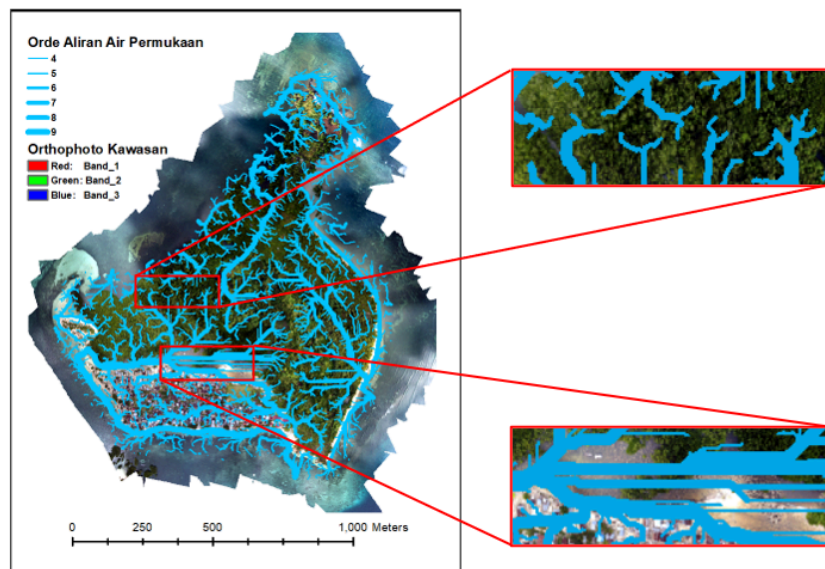 Orde Aliran Air Permukaan
4
5
6
7
8
9
Orthophoto Kawasan
Red: Band_1
Green: Band_2
Blue: Band_3
0 250 500 1,000 Meters